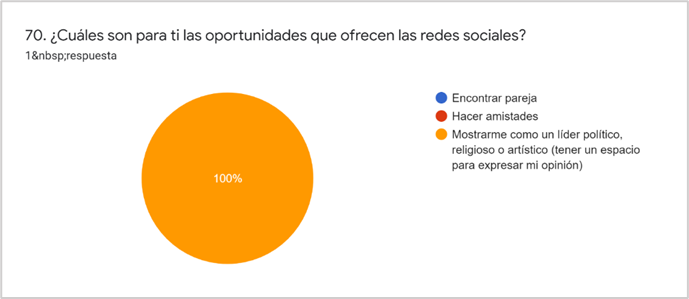 70. ¿Cuáles son para ti las oportunidades que ofrecen las redes sociales?
1&nbsp;respuesta
100%
Encontrar pareja
Hacer amistades
Mostrarme como un líder político,
religioso o artístico (tener un espacio
para expresar mi opinión)